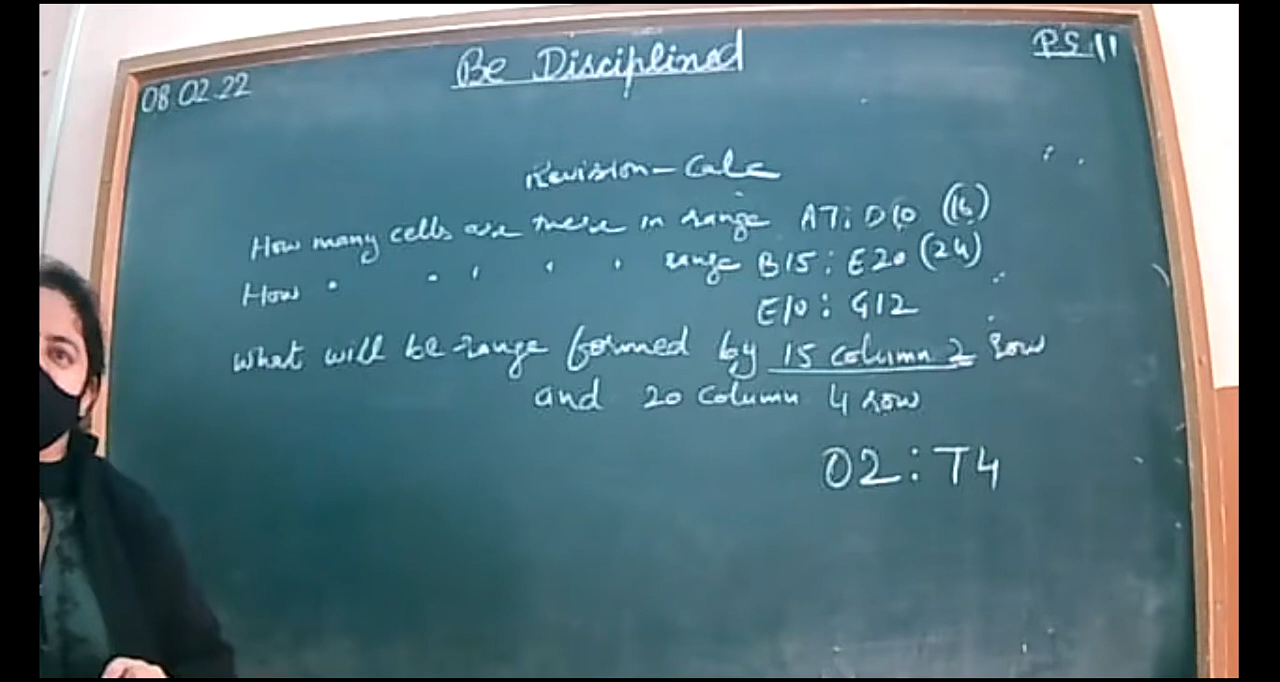 08.02.22
Be Disciplined
P.S. 11
Revision - Calc
How many cells are there in range A7: D10 (16)
How " " " " " range B15 : E20 (24)
E10 : G12
What will be range formed by 15 column 2 row
and 20 column 4 row
O2 : T4